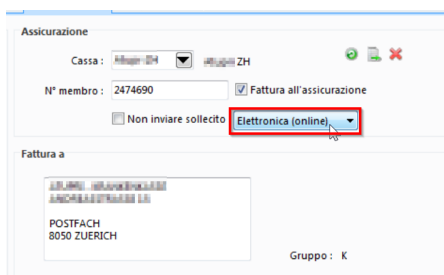 Assicurazione
Cassa : ZH
N° membro : 2474690 Fattura all'assicurazione
Non inviare sollecito Elettronica (online)
Fattura a
POSTFACH
8050 ZUERICH
Gruppo : K